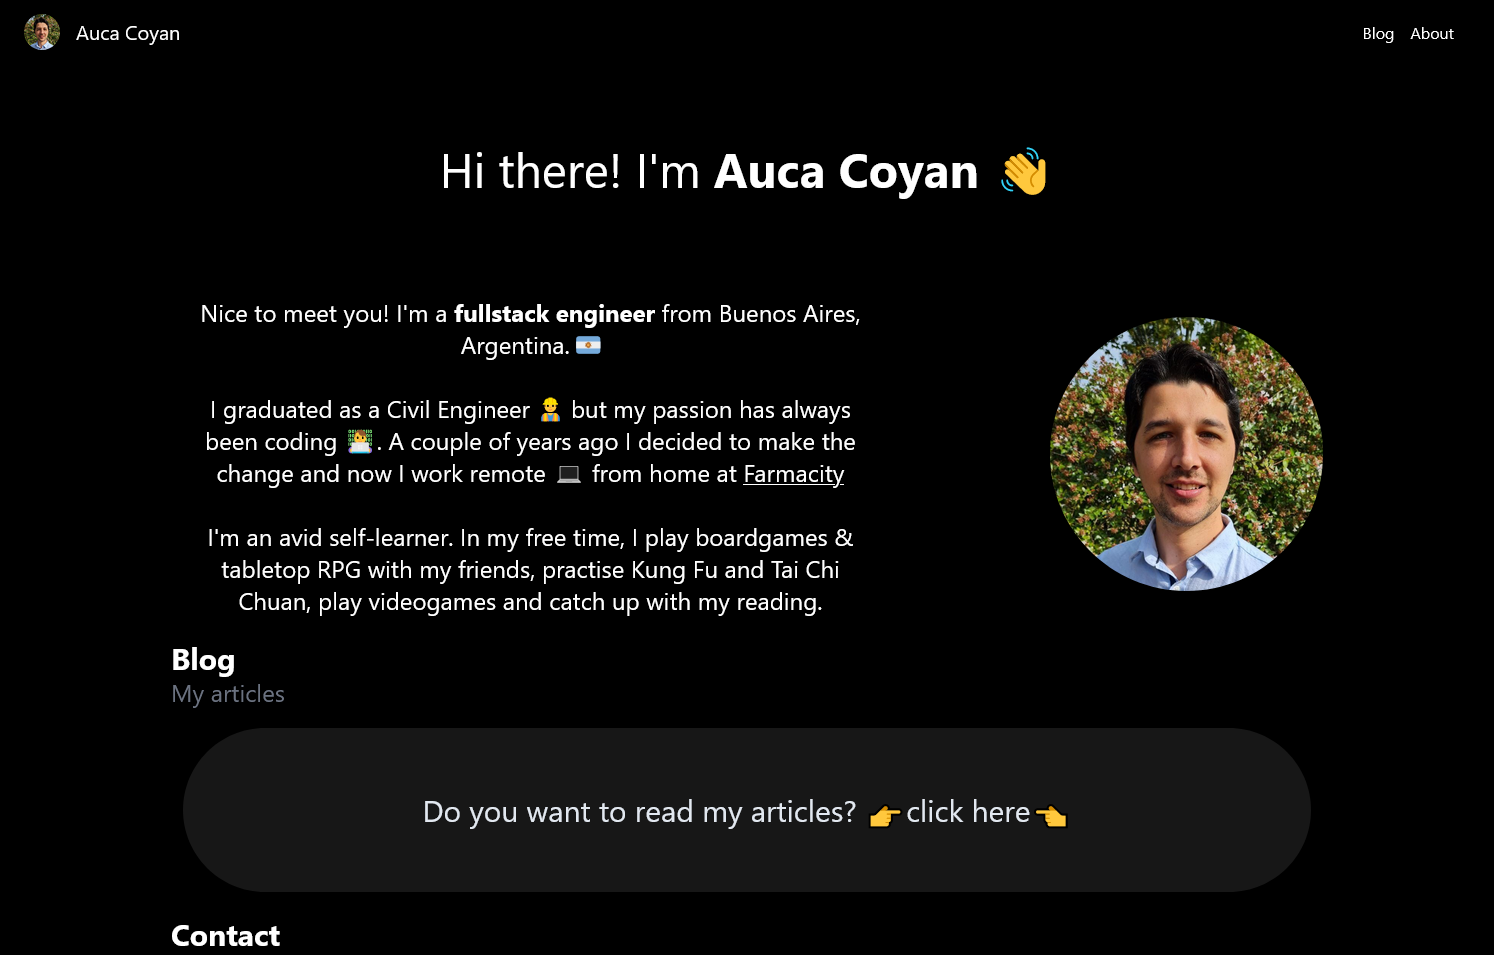 Auca Coyan
Blog About
Hi there! I'm Auca Coyan 👋
Nice to meet you! I'm a fullstack engineer from Buenos Aires,
Argentina. 🇦🇷
I graduated as a Civil Engineer 👷 but my passion has always
been coding 👨‍💻. A couple of years ago I decided to make the
change and now I work remote 💻 from home at Farmacity
I'm an avid self-learner. In my free time, I play boardgames &
tabletop RPG with my friends, practise Kung Fu and Tai Chi
Chuan, play videogames and catch up with my reading.
Blog
My articles
Do you want to read my articles? 👉click here👈
Contact